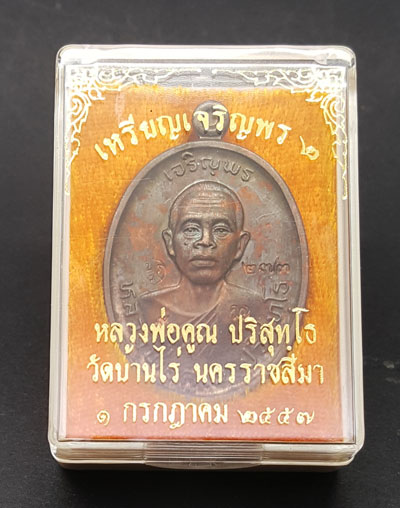 เหรียญเจริญพร ๒
เจริญพร
๒๗๓
หลวงพ่อคูณ ปริสุทฺโธ
วัดบ้านไร่ นครราชสีมา
๑ กรกฎาคม ๒๕๕๗